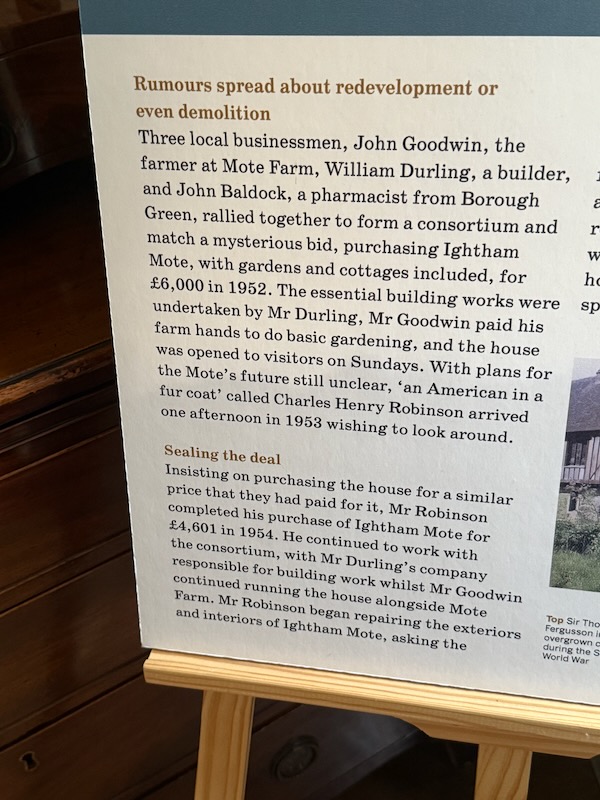 Rumours spread about redevelopment or
even demolition
Three local businessmen, John Goodwin, the
farmer at Mote Farm, William Durling, a builder,
and John Baldock, a pharmacist from Borough
Green, rallied together to form a consortium and
match a mysterious bid, purchasing Ightham
Mote, with gardens and cottages included, for
£6,000 in 1952. The essential building works were
undertaken by Mr Durling, Mr Goodwin paid his
farm hands to do basic gardening, and the house
was opened to visitors on Sundays. With plans for
the Mote's future still unclear, 'an American in a
fur coat' called Charles Henry Robinson arrived
one afternoon in 1953 wishing to look around.
Sealing the deal
Insisting on purchasing the house for a similar
price that they had paid for it, Mr Robinson
completed his purchase of Ightham Mote for
£4,601 in 1954. He continued to work with
the consortium, with Mr Durling's company
responsible for building work whilst Mr Goodwin
continued running the house alongside Mote
Farm. Mr Robinson began repairing the exteriors
and interiors of Ightham Mote, asking the
Top Sir Tho
Fergusson i
overgrown c
during the S
World War